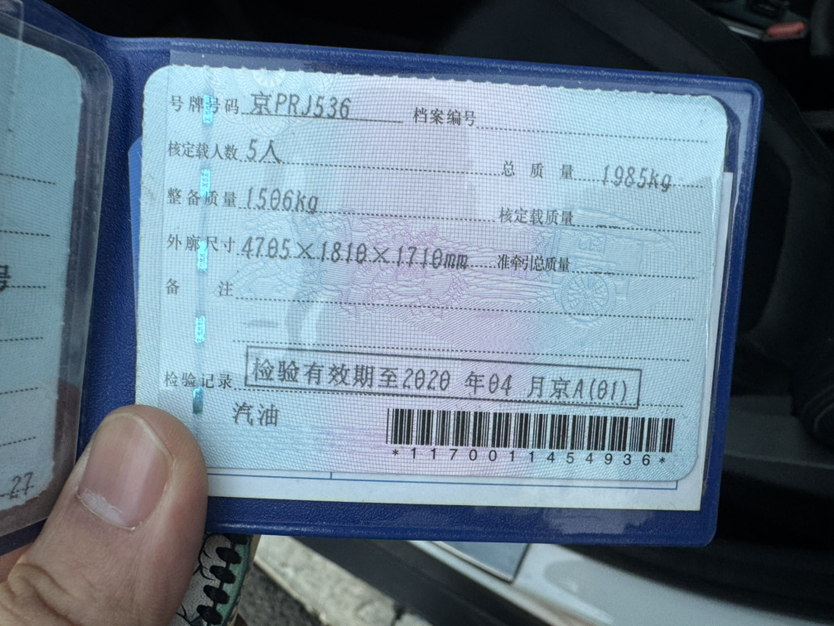 号牌号码 京PRJ536 档案编号
核定载人数 5人 总质量 1985kg
整备质量 1506kg 核定载质量 --
外廓尺寸 4705×1810×1710mm 准牵引总质量 --
备注
检验记录 检验有效期至2020年04月京A(01)
汽油
*1170011454936*
号
27